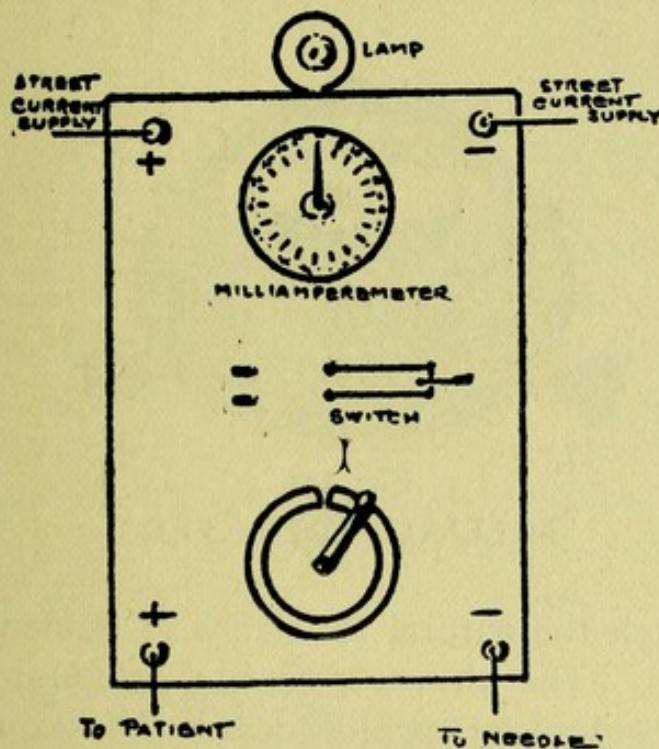 LAMP
STREET
CURRENT
SUPPLY
STREET
CURRENT
SUPPLY
+
−
MILLIAMPEREMETER
SWITCH
+
−
TO PATIENT
TO NEEDLE